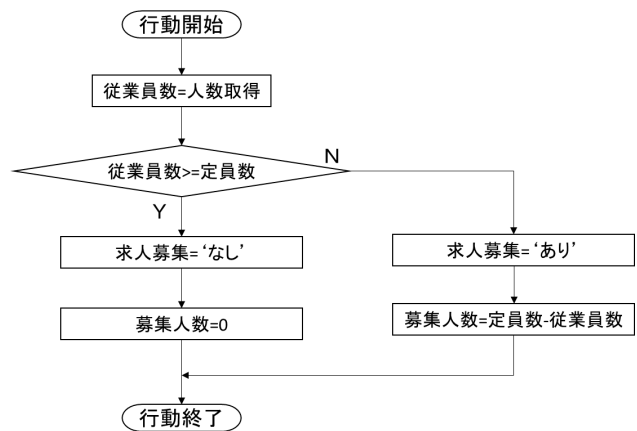 行動開始
従業員数=人数取得
従業員数>=定員数
N
Y
求人募集=‘なし’
求人募集=‘あり’
募集人数=0
募集人数=定員数-従業員数
行動終了